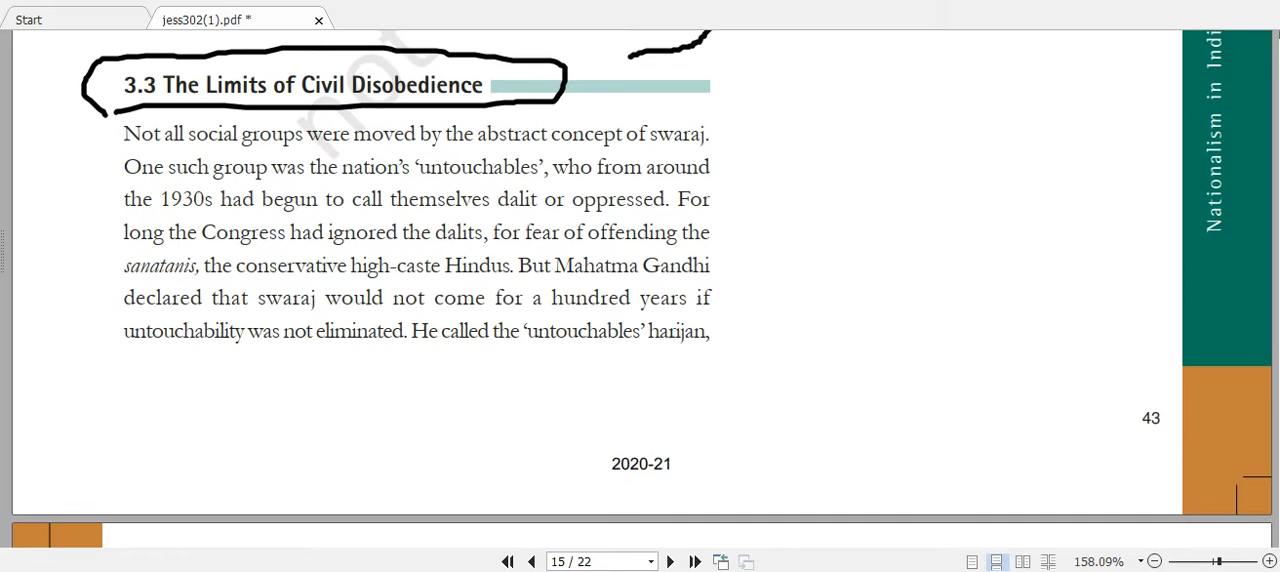 Start
jess302(1).pdf *
not
3.3 The Limits of Civil Disobedience
Not all social groups were moved by the abstract concept of swaraj.
One such group was the nation's ‘untouchables’, who from around
the 1930s had begun to call themselves dalit or oppressed. For
long the Congress had ignored the dalits, for fear of offending the
sanatanis, the conservative high-caste Hindus. But Mahatma Gandhi
declared that swaraj would not come for a hundred years if
untouchability was not eliminated. He called the ‘untouchables’ harijan,
Nationalism in Indi
43
2020-21
15 / 22
158.09%